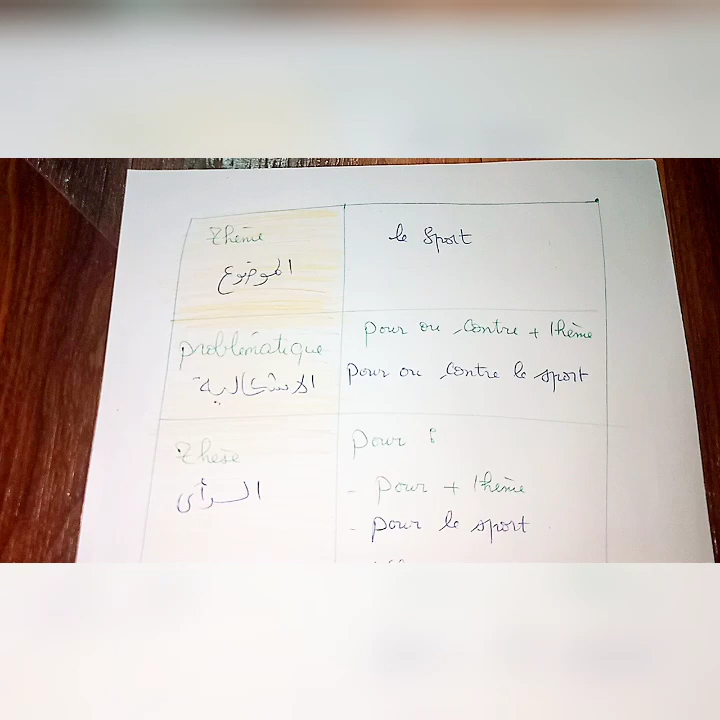 Thème
الموضوع
le Sport
problématique
الاشكالية
pour ou contre + thème
pour ou contre le sport
Thèse
الرأي
pour :
- pour + thème
- pour le sport